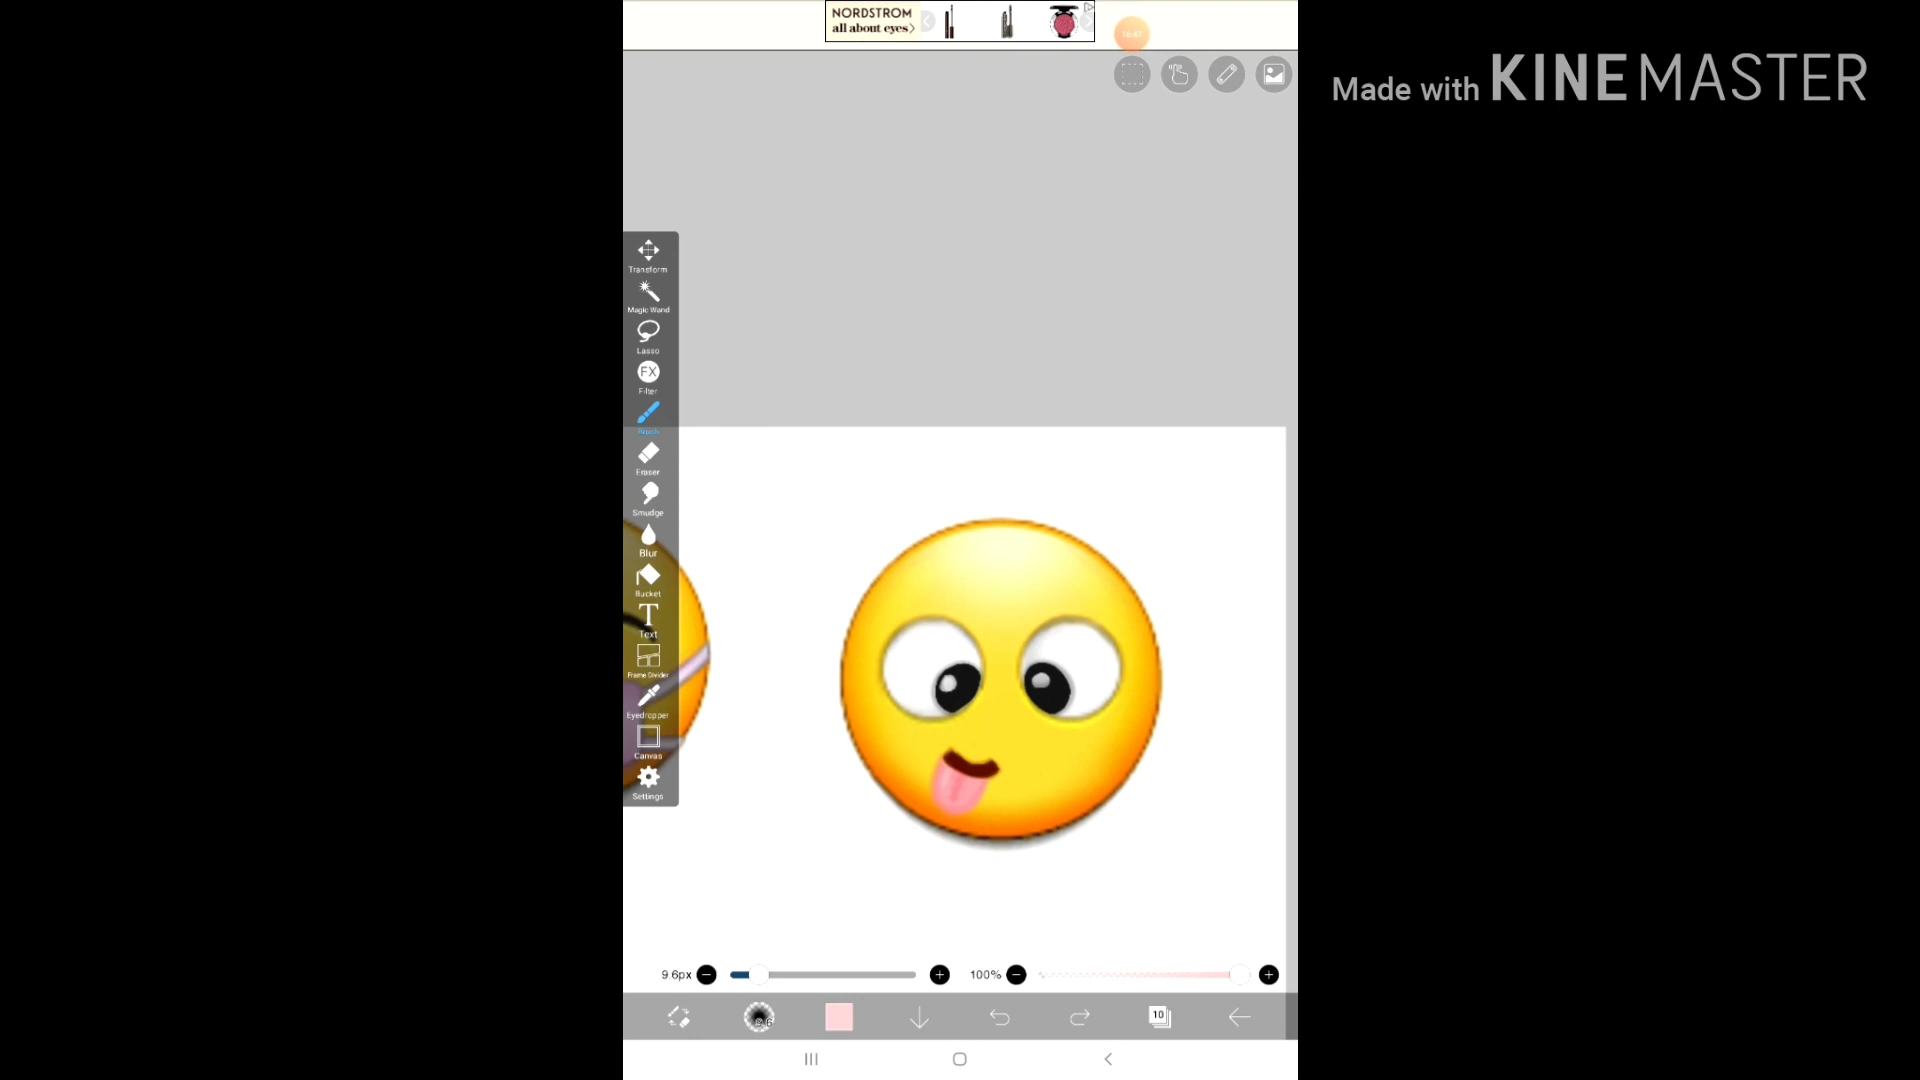 NORDSTROM
all about eyes
Made with KINEMASTER
Transform
Magic Wand
Lasso
FX
Filter
Brush
Eraser
Smudge
Blur
Bucket
T
Text
Frame Divider
Eyedropper
Canvas
Settings
9.6px
100%
10